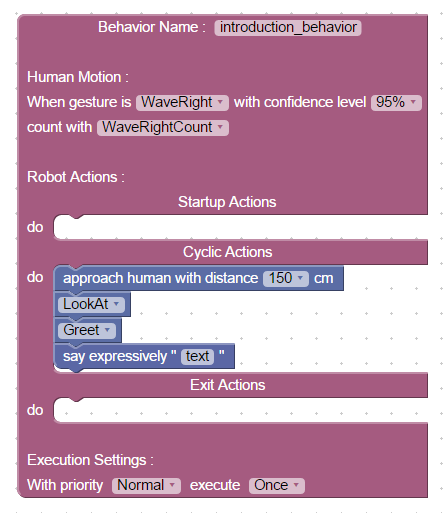 Behavior Name : introduction_behavior
Human Motion :
When gesture is WaveRight with confidence level 95%
count with WaveRightCount
Robot Actions :
Startup Actions
do
Cyclic Actions
do approach human with distance 150 cm
LookAt
Greet
say expressively " text "
Exit Actions
do
Execution Settings :
With priority Normal execute Once